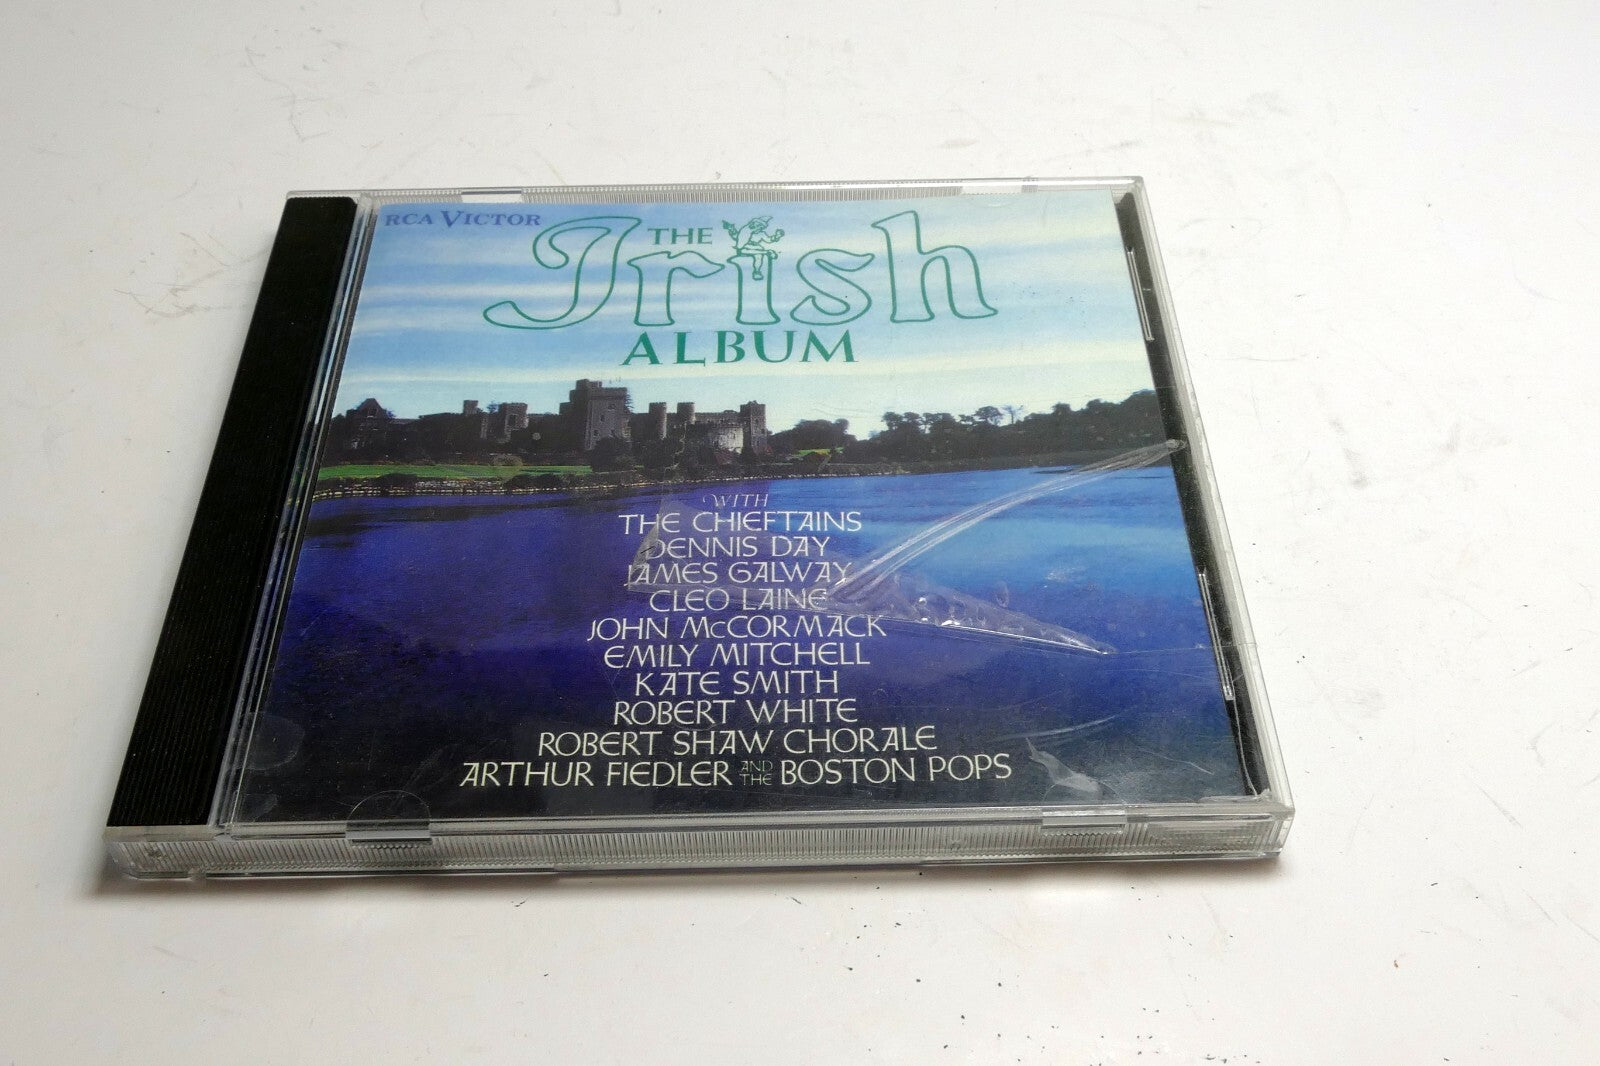 RCA VICTOR
THE
Irish
ALBUM
WITH
THE CHIEFTAINS
DENNIS DAY
JAMES GALWAY
CLEO LAINE
JOHN McCORMACK
EMILY MITCHELL
KATE SMITH
ROBERT WHITE
ROBERT SHAW CHORALE
ARTHUR FIEDLER AND THE BOSTON POPS